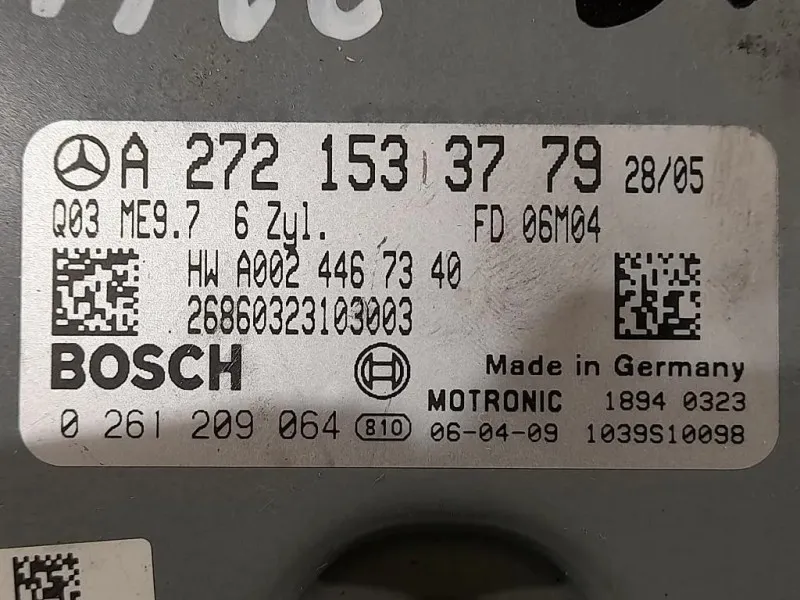 A 272 153 37 79 28/05
Q03 ME9.7 6 Zyl. FD 06M04
HW A002 446 73 40
26860323103003
BOSCH Made in Germany
MOTRONIC 1894 0323
0 261 209 064 810 06-04-09 1039S10098